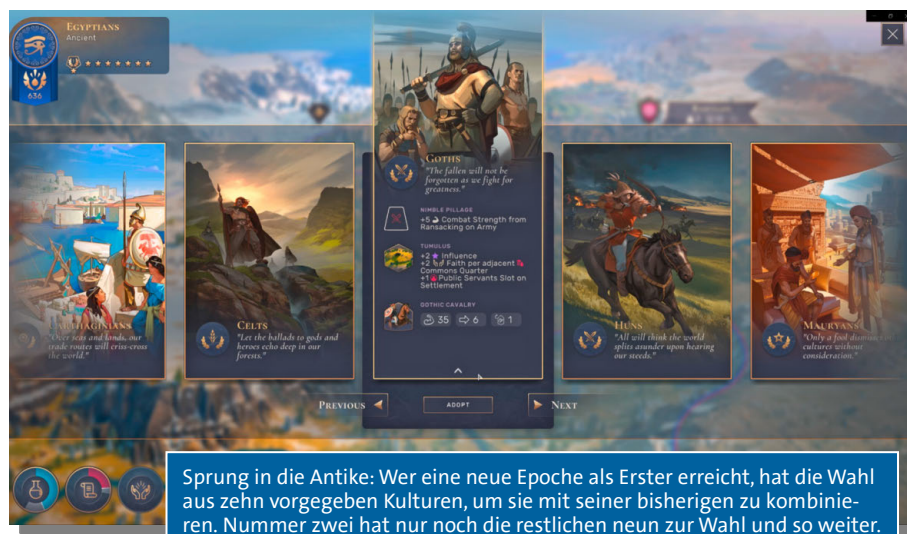 EGYPTIANS
Ancient
636
GOTHS
"The fallen will not be
forgotten as we fight for
greatness."
NIMBLE PILLAGE
+5 Combat Strength from
Ransacking on Army
TUMULUS
+2 Influence
+2 Faith per adjacent
Commons Quarter
+1 Public Servants Slot on
Settlement
GOTHIC CAVALRY
35 6 1
CARTHAGINIANS
"Over seas and lands, our
trade routes will criss-cross
the world."
CELTS
"Let the ballads to gods and
heroes echo deep in our
forests."
HUNS
"All will think the world
splits asunder upon hearing
our steeds."
MAURYANS
"Only a fool dismisses
cultures without
consideration."
PREVIOUS
ADOPT
NEXT
Sprung in die Antike: Wer eine neue Epoche als Erster erreicht, hat die Wahl
aus zehn vorgegeben Kulturen, um sie mit seiner bisherigen zu kombinie-
ren. Nummer zwei hat nur noch die restlichen neun zur Wahl und so weiter.